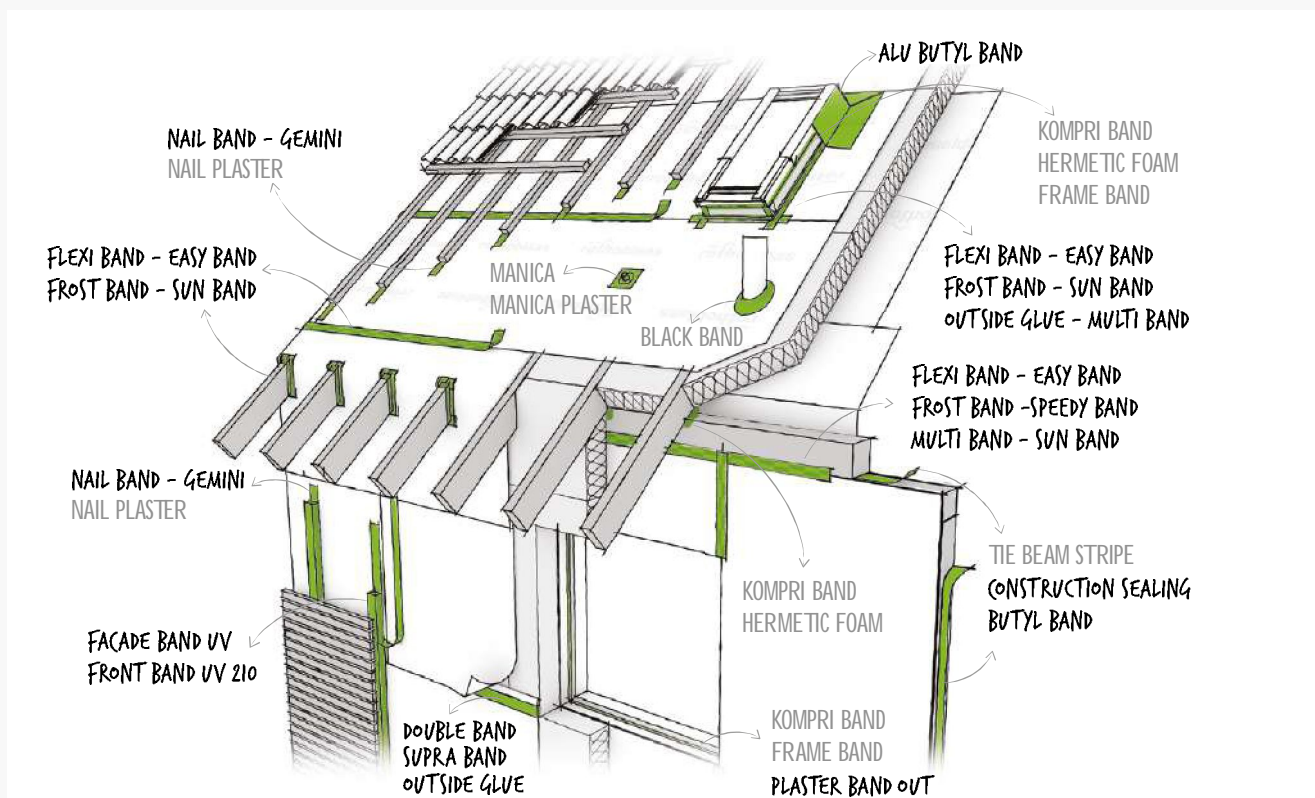 ALU BUTYL BAND
NAIL BAND - GEMINI
NAIL PLASTER
KOMPRI BAND
HERMETIC FOAM
FRAME BAND
FLEXI BAND - EASY BAND
FROST BAND - SUN BAND
MANICA
MANICA PLASTER
BLACK BAND
FLEXI BAND - EASY BAND
FROST BAND - SUN BAND
OUTSIDE GLUE - MULTI BAND
FLEXI BAND - EASY BAND
FROST BAND -SPEEDY BAND
MULTI BAND - SUN BAND
NAIL BAND - GEMINI
NAIL PLASTER
KOMPRI BAND
HERMETIC FOAM
TIE BEAM STRIPE
CONSTRUCTION SEALING
BUTYL BAND
FACADE BAND UV
FRONT BAND UV 210
DOUBLE BAND
SUPRA BAND
OUTSIDE GLUE
KOMPRI BAND
FRAME BAND
PLASTER BAND OUT